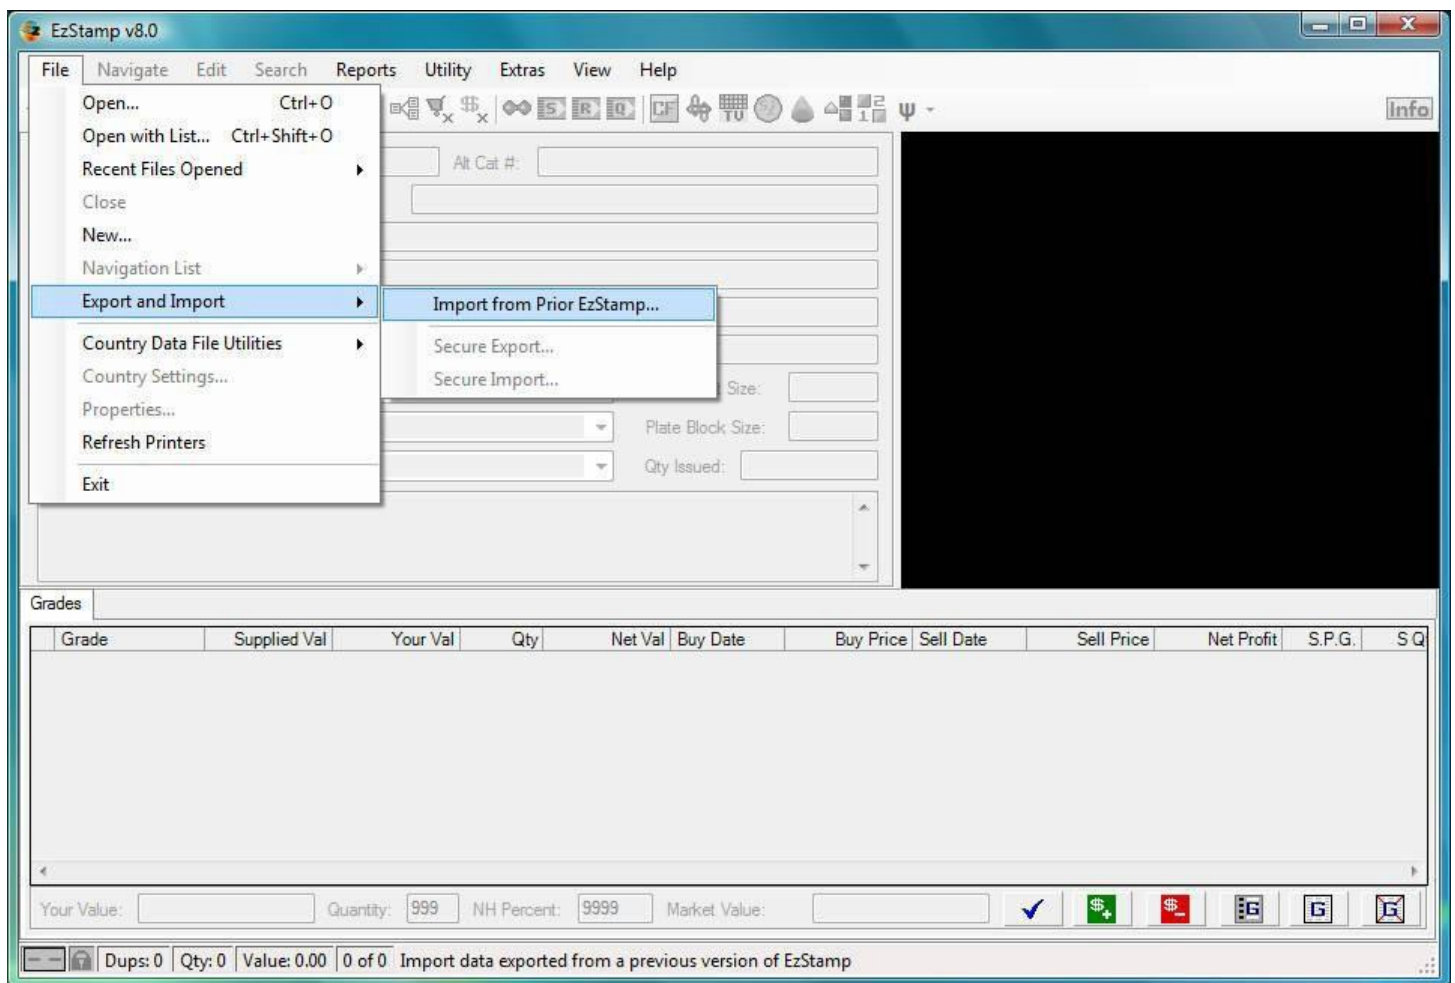 EzStamp v8.0
File Navigate Edit Search Reports Utility Extras View Help
S R Q CF TU 2 1 Info
Open... Ctrl+O
Open with List... Ctrl+Shift+O
Recent Files Opened
Close
New...
Navigation List
Export and Import
Country Data File Utilities
Country Settings...
Properties...
Refresh Printers
Exit
Import from Prior EzStamp...
Secure Export...
Secure Import...
Alt Cat #:
Size:
Plate Block Size:
Qty Issued:
Grades
Grade Supplied Val Your Val Qty Net Val Buy Date Buy Price Sell Date Sell Price Net Profit S.P.G. S Q
Your Value: Quantity: 999 NH Percent: 9999 Market Value: $+ $- G G G
Dups: 0 Qty: 0 Value: 0.00 0 of 0 Import data exported from a previous version of EzStamp